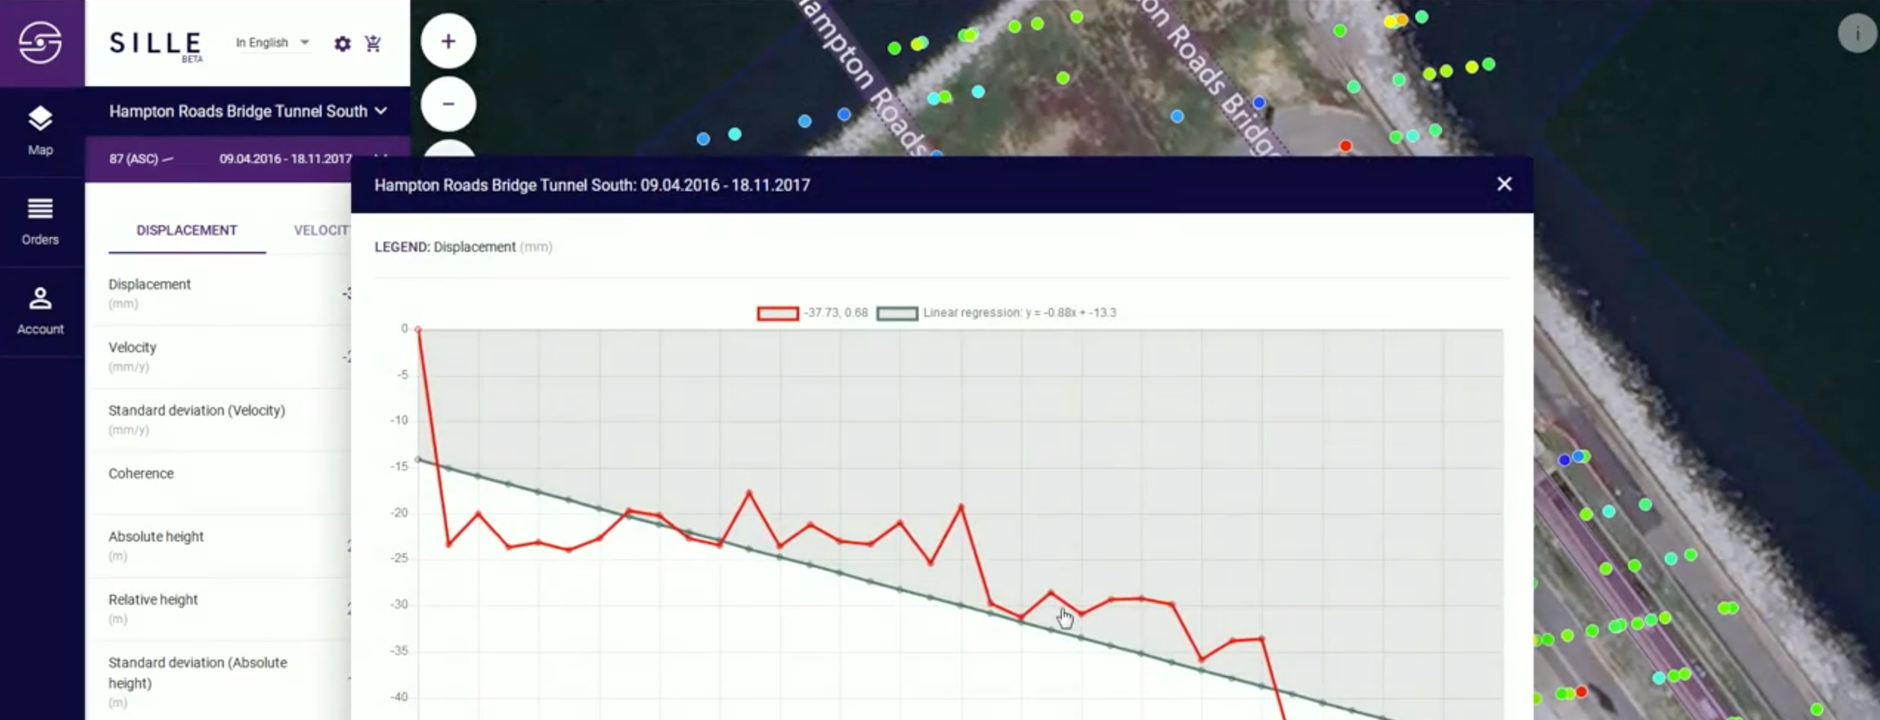 SILLE
BETA
In English
Map
Orders
Account
Hampton Roads Bridge Tunnel South
87 (ASC)
09.04.2016 - 18.11.2017
DISPLACEMENT
Displacement
(mm)
Velocity
(mm/y)
Standard deviation (Velocity)
(mm/y)
Coherence
Absolute height
(m)
Relative height
(m)
Standard deviation (Absolute
height)
(m)
+
−
Hampton Roads
Roads Bridge
i
Hampton Roads Bridge Tunnel South: 09.04.2016 - 18.11.2017
LEGEND: Displacement (mm)
-37.73, 0.68
Linear regression: y = -0.88x + -13.3
0
-5
-10
-15
-20
-25
-30
-35
-40